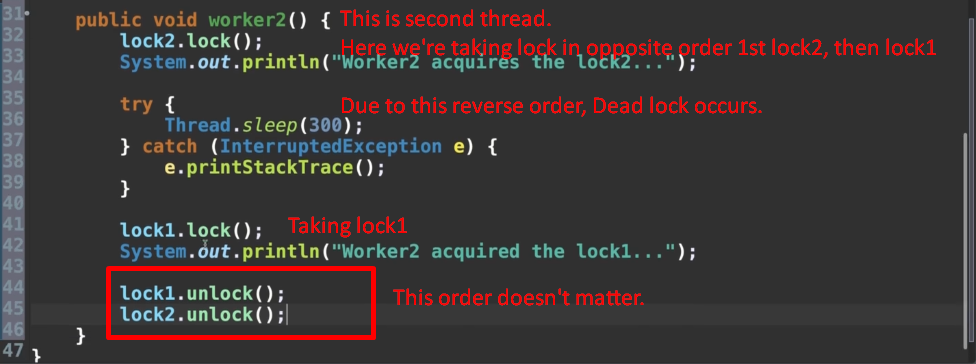 31 public void worker2() { This is second thread.
32 lock2.lock(); Here we're taking lock in opposite order 1st lock2, then lock1
33 System.out.println("Worker2 acquires the lock2...");
34
35 try { Due to this reverse order, Dead lock occurs.
36 Thread.sleep(300);
37 } catch (InterruptedException e) {
38 e.printStackTrace();
39 }
40
41 lock1.lock(); Taking lock1
42 System.out.println("Worker2 acquired the lock1...");
43
44 lock1.unlock(); This order doesn't matter.
45 lock2.unlock();
46 }
47 }